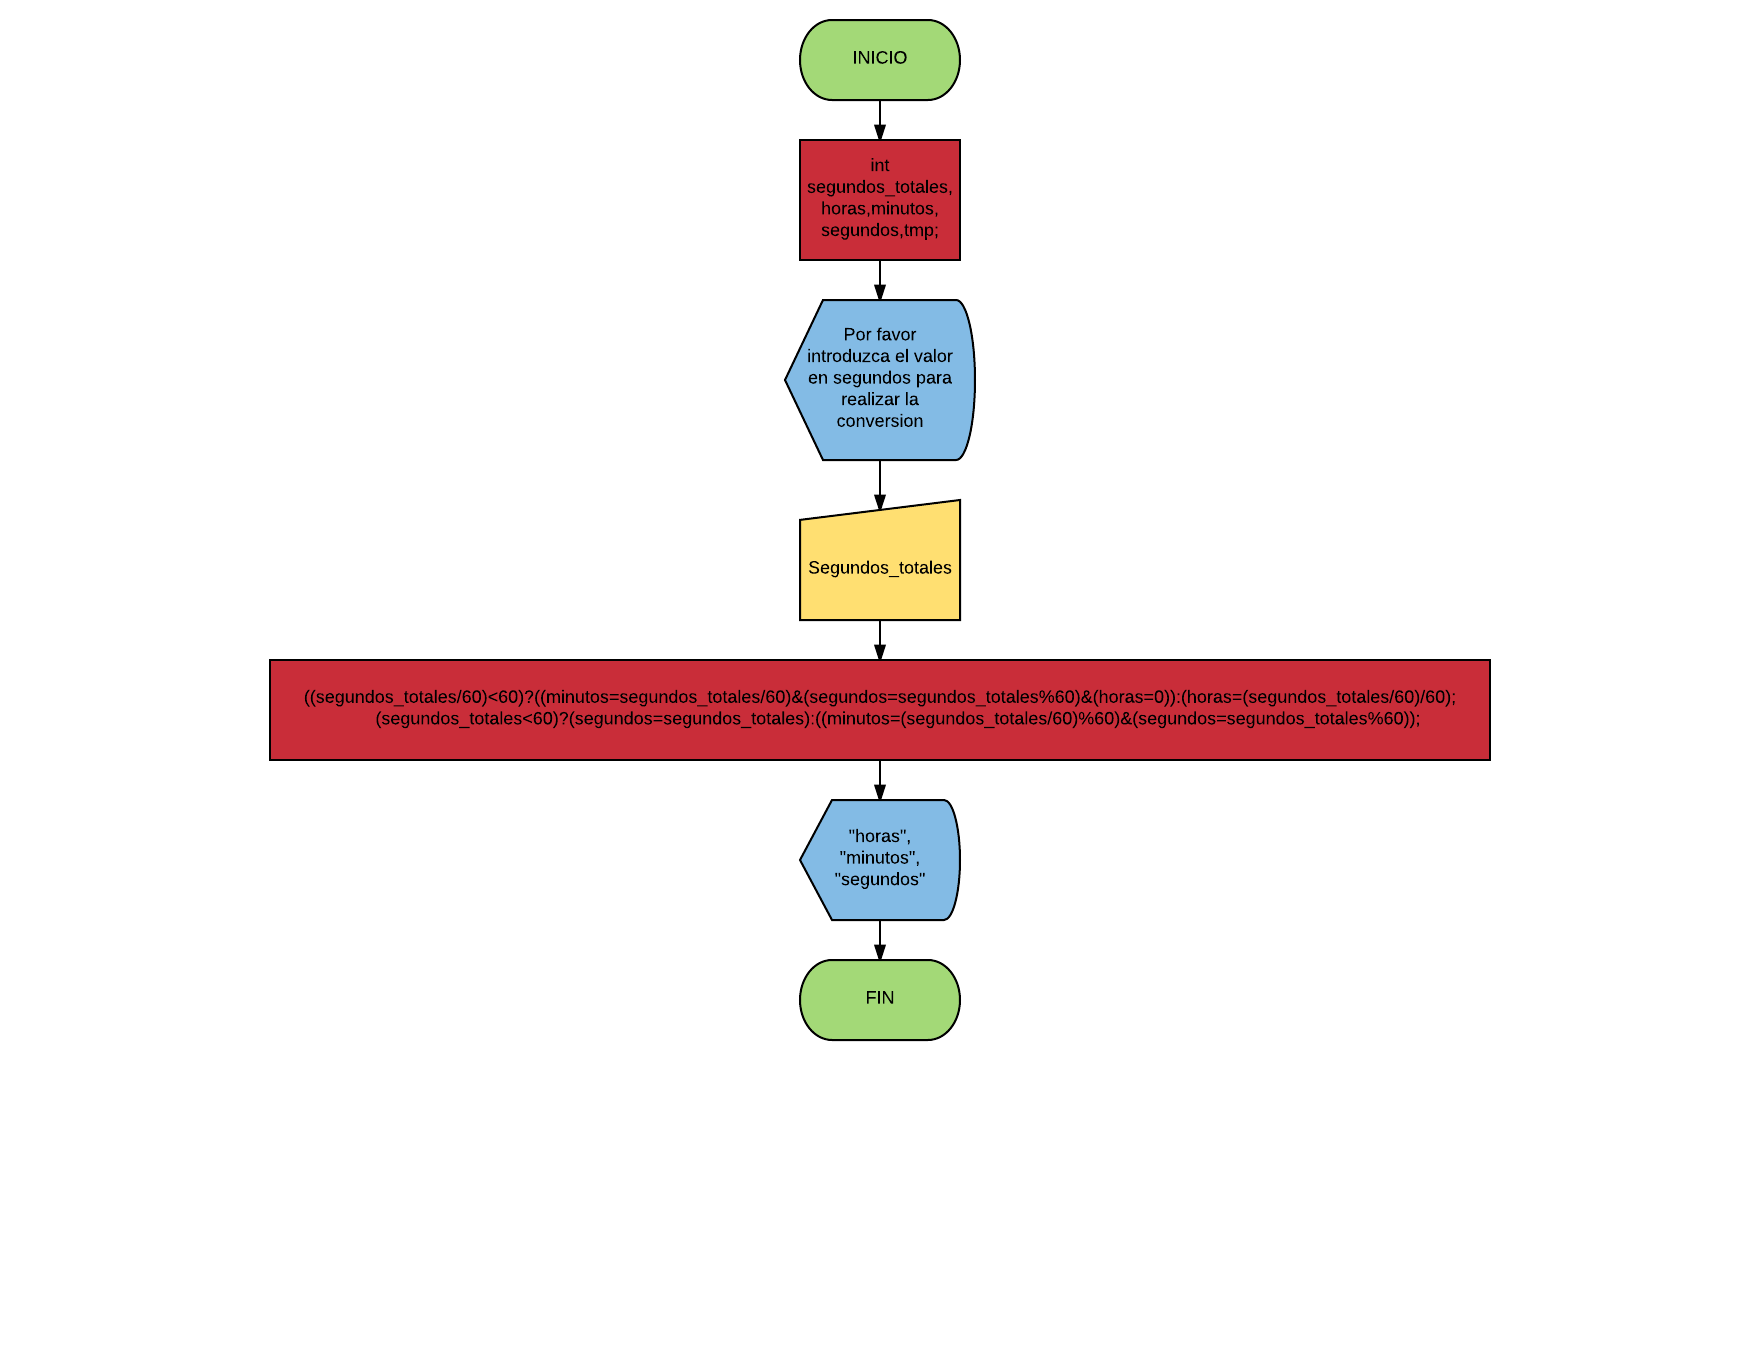 INICIO
int
segundos_totales,
horas,minutos,
segundos,tmp;
Por favor
introduzca el valor
en segundos para
realizar la
conversion
Segundos_totales
((segundos_totales/60)<60)?((minutos=segundos_totales/60)&(segundos=segundos_totales%60)&(horas=0)):(horas=(segundos_totales/60)/60);
(segundos_totales<60)?(segundos=segundos_totales):((minutos=(segundos_totales/60)%60)&(segundos=segundos_totales%60));
"horas",
"minutos",
"segundos"
FIN